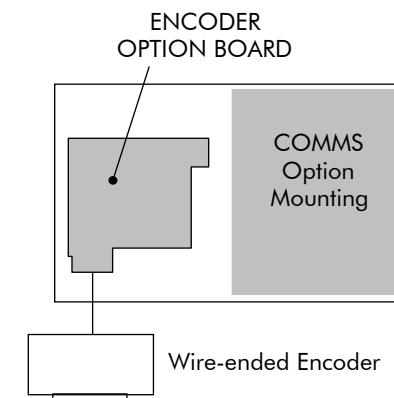 ENCODER
OPTION BOARD
COMMS
Option
Mounting
Wire-ended Encoder